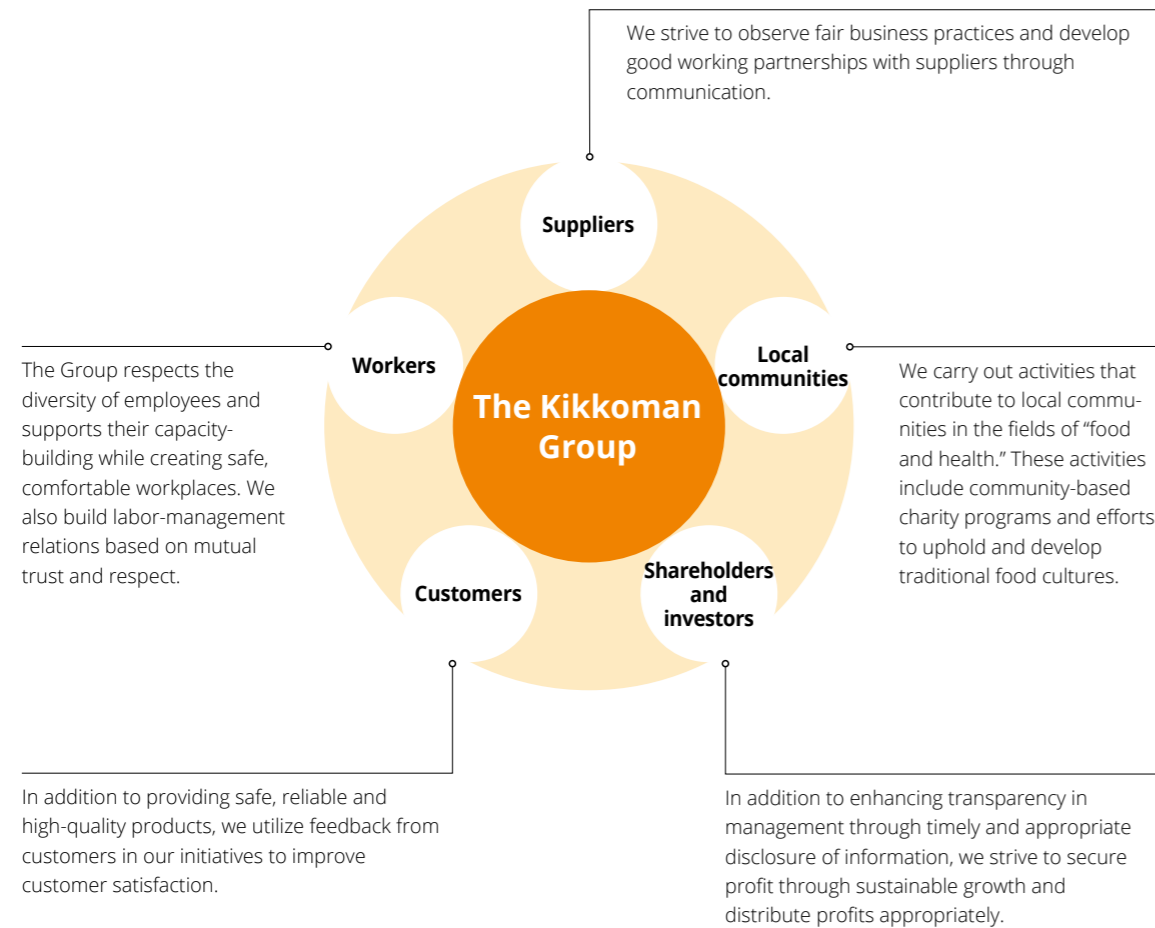 We strive to observe fair business practices and develop
good working partnerships with suppliers through
communication.
Suppliers
Workers
Local
communities
The Kikkoman
Group
The Group respects the
diversity of employees and
supports their capacity-
building while creating safe,
comfortable workplaces. We
also build labor-management
relations based on mutual
trust and respect.
We carry out activities that
contribute to local commu-
nities in the fields of “food
and health.” These activities
include community-based
charity programs and efforts
to uphold and develop
traditional food cultures.
Customers
Shareholders
and
investors
In addition to providing safe, reliable and
high-quality products, we utilize feedback from
customers in our initiatives to improve
customer satisfaction.
In addition to enhancing transparency in
management through timely and appropriate
disclosure of information, we strive to secure
profit through sustainable growth and
distribute profits appropriately.